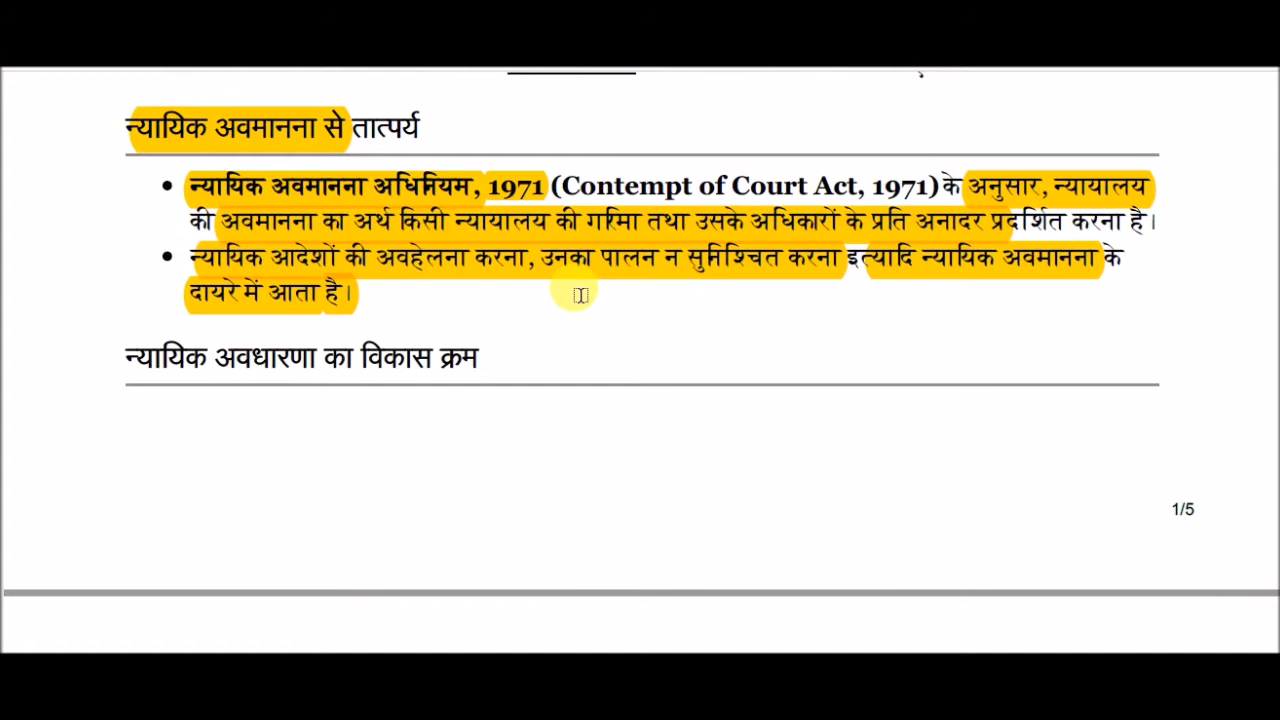 न्यायिक अवमानना से तात्पर्य
• न्यायिक अवमानना अधिनियम, 1971 (Contempt of Court Act, 1971) के अनुसार, न्यायालय
की अवमानना का अर्थ किसी न्यायालय की गरिमा तथा उसके अधिकारों के प्रति अनादर प्रदर्शित करना है।
• न्यायिक आदेशों की अवहेलना करना, उनका पालन न सुनिश्चित करना इत्यादि न्यायिक अवमानना के
दायरे में आता है।
न्यायिक अवधारणा का विकास क्रम
1/5